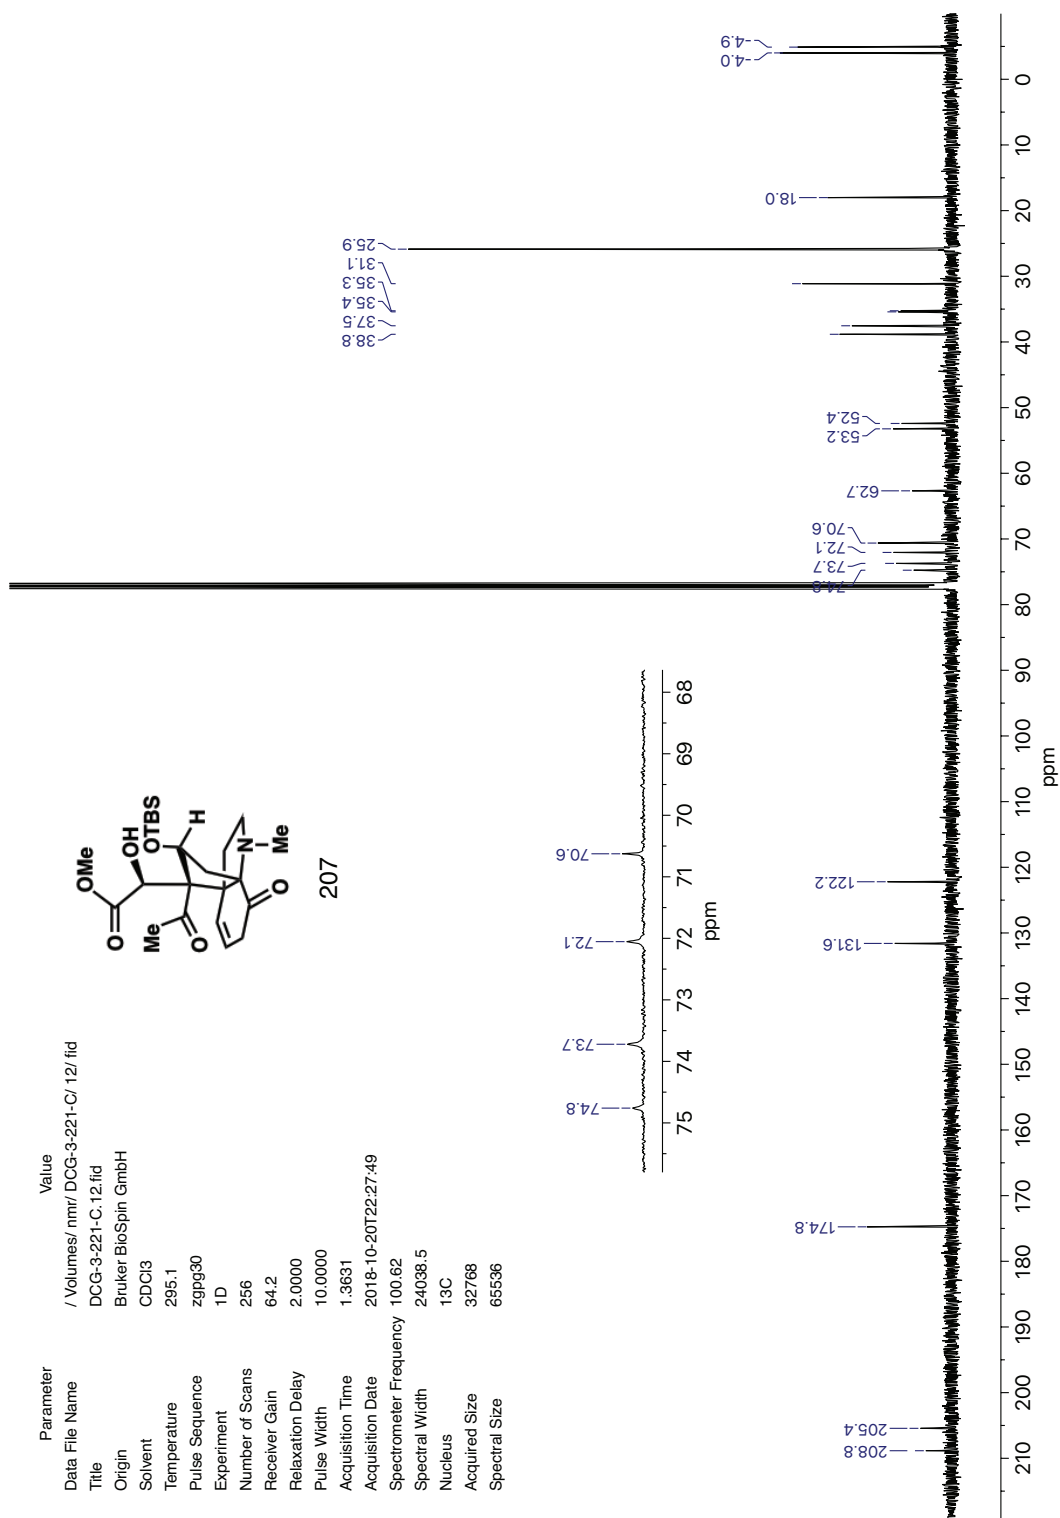 Parameter Value
Data File Name / Volumes/ nmr/ DCG-3-221-C/ 12/ fid
Title DCG-3-221-C.12.fid
Origin Bruker BioSpin GmbH
Solvent CDCl3
Temperature 295.1
Pulse Sequence zgpg30
Experiment 1D
Number of Scans 256
Receiver Gain 64.2
Relaxation Delay 2.0000
Pulse Width 10.0000
Acquisition Time 1.3631
Acquisition Date 2018-10-20T22:27:49
Spectrometer Frequency 100.62
Spectral Width 24038.5
Nucleus 13C
Acquired Size 32768
Spectral Size 65536
OMe
O
OH
OTBS
Me
H
O
N
Me
O
207
74.8
73.7
72.1
70.6
75 74 73 72 71 70 69 68
ppm
208.8
205.4
174.8
131.6
122.2
74.8
73.7
72.1
70.6
62.7
53.2
52.4
38.8
37.5
35.4
35.3
31.1
25.9
18.0
-4.0
-4.9
210 200 190 180 170 160 150 140 130 120 110 100 90 80 70 60 50 40 30 20 10 0
ppm